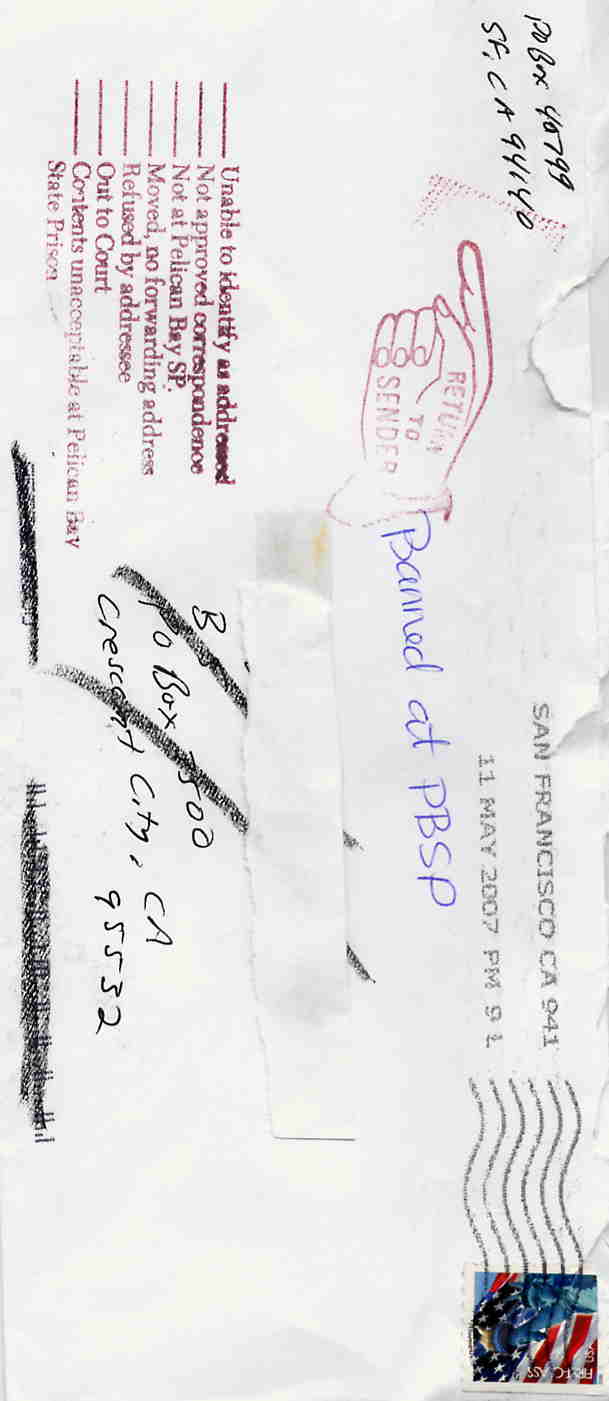 PO Box 40799
SF, CA 94140
RETURN
TO
SENDER
Banned at PBSP
SAN FRANCISCO CA 941
11 MAY 2007 PM 9 L
USA
FIRST-CLASS
Unable to identify as addressed
Not approved correspondence
Not at Pelican Bay SP.
Moved, no forwarding address
Refused by addressee
Out to Court
Contents unacceptable at Pelican Bay
State Prison
B
PO Box 7500
Crescent City, CA
95532